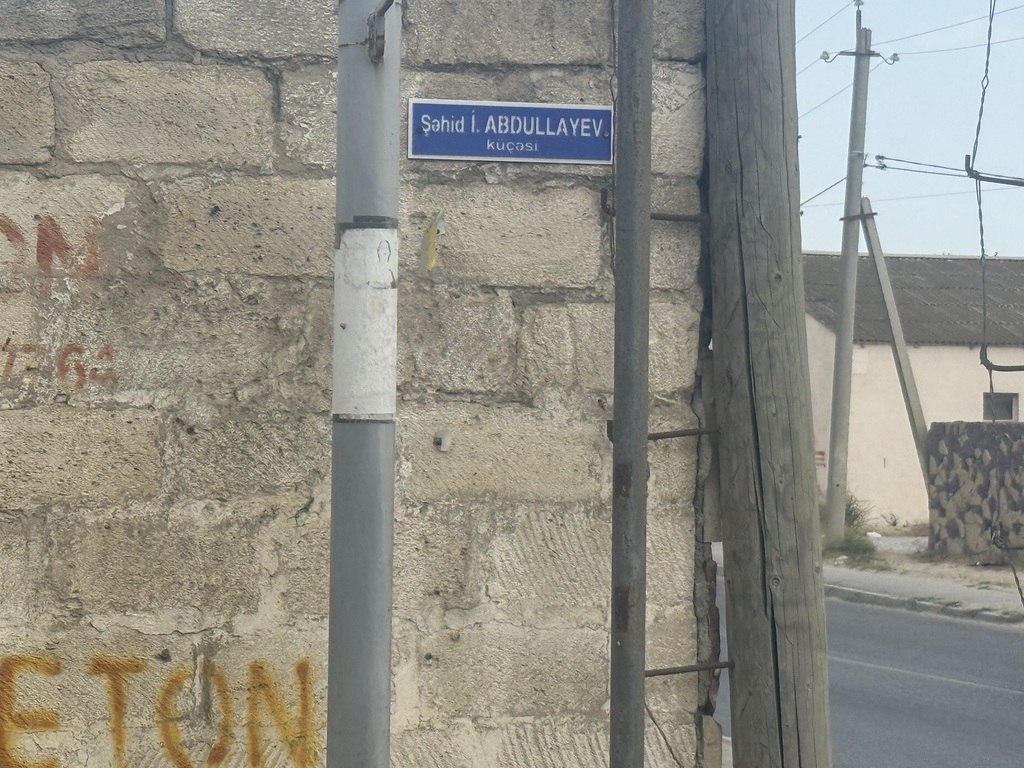 Şəhid İ. ABDULLAYEV
küçəsi
ETON